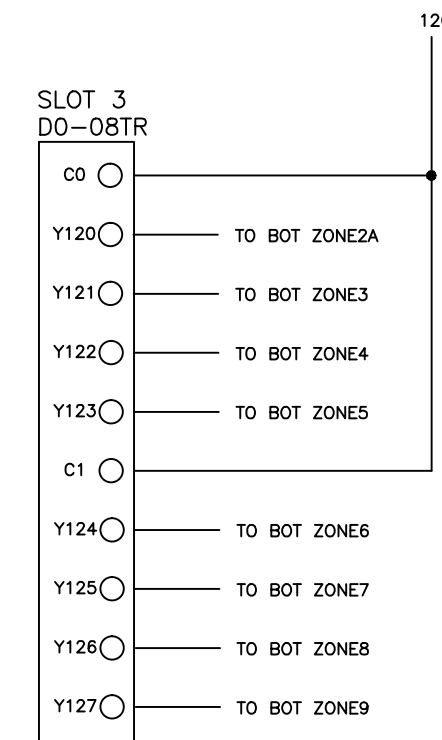 SLOT 3
D0-08TR
C0
Y120 TO BOT ZONE2A
Y121 TO BOT ZONE3
Y122 TO BOT ZONE4
Y123 TO BOT ZONE5
C1
Y124 TO BOT ZONE6
Y125 TO BOT ZONE7
Y126 TO BOT ZONE8
Y127 TO BOT ZONE9